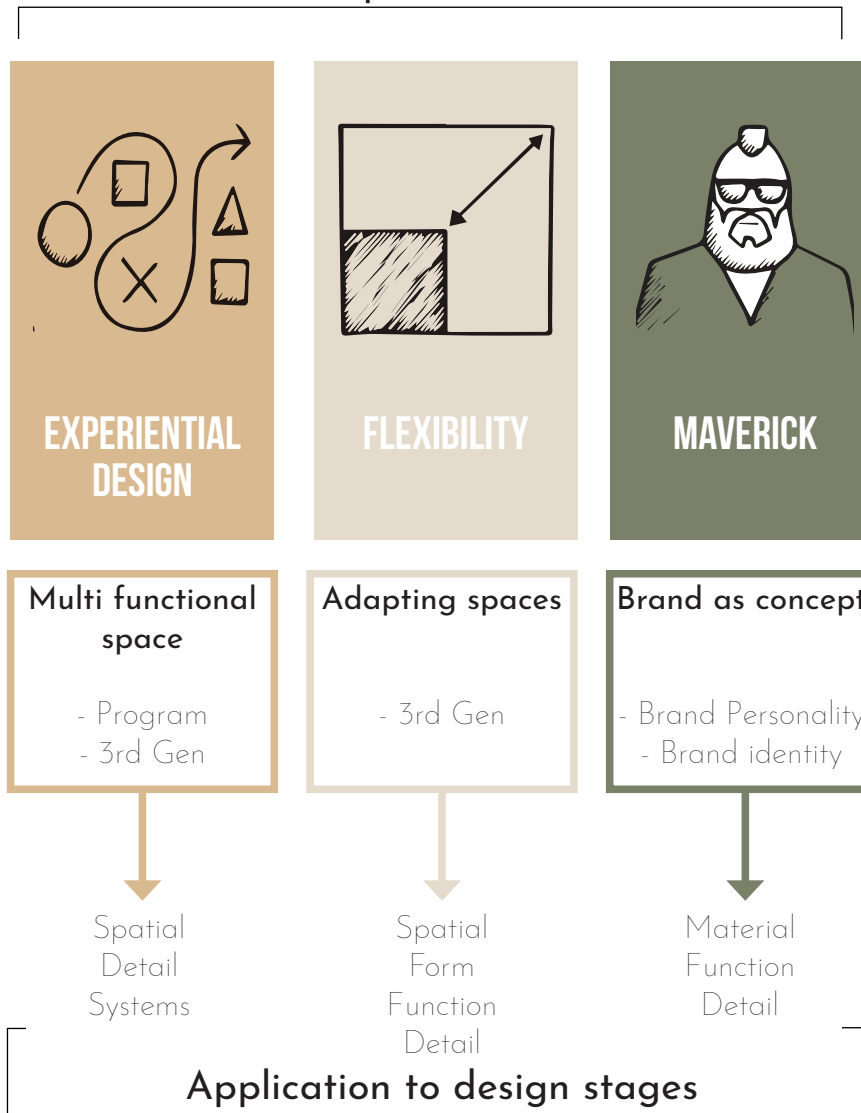 EXPERIENTIAL
DESIGN
FLEXIBILITY
MAVERICK
Multi functional
space
- Program
- 3rd Gen
Adapting spaces
- 3rd Gen
Brand as concept
- Brand Personality
- Brand identity
Spatial
Detail
Systems
Spatial
Form
Function
Detail
Material
Function
Detail
Application to design stages